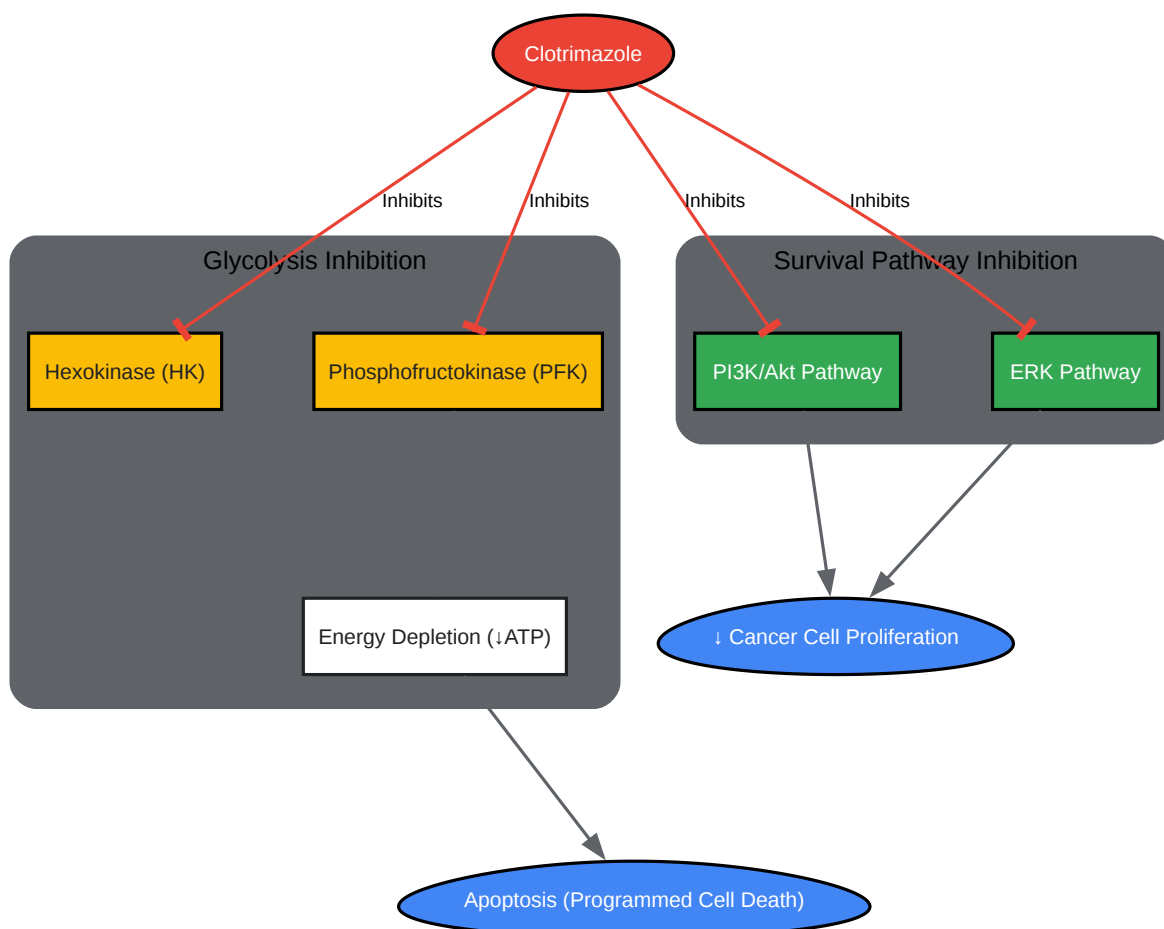 Clotrimazole
Inhibits
Inhibits
Inhibits
Inhibits
Glycolysis Inhibition
Survival Pathway Inhibition
Hexokinase (HK)
Phosphofructokinase (PFK)
PI3K/Akt Pathway
ERK Pathway
Energy Depletion (↓ATP)
↓ Cancer Cell Proliferation
Apoptosis (Programmed Cell Death)